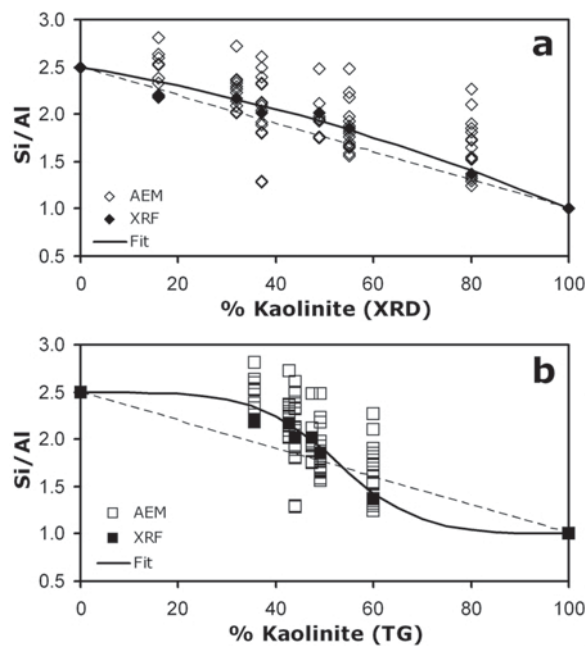 a
3.0
2.5
2.0
1.5
1.0
0.5
Si/Al
AEM
XRF
Fit
0 20 40 60 80 100
% Kaolinite (XRD)
b
3.0
2.5
2.0
1.5
1.0
0.5
Si/Al
AEM
XRF
Fit
0 20 40 60 80 100
% Kaolinite (TG)